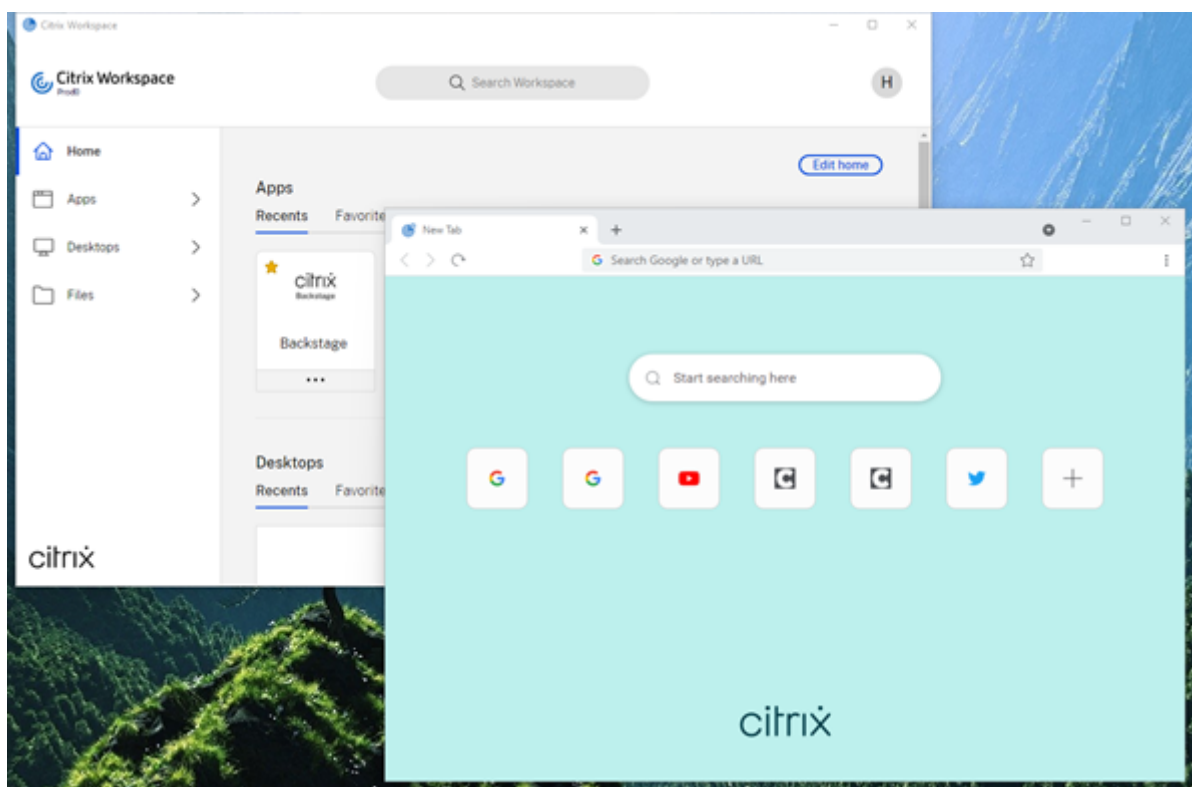 Citrix Workspace
Citrix Workspace
Search Workspace
H
Home
Apps
Desktops
Files
citrix
Edit home
Apps
Recents Favorite
citrix
Backstage
Backstage
Desktops
Recents Favorite
New Tab
Search Google or type a URL
Start searching here
citrix